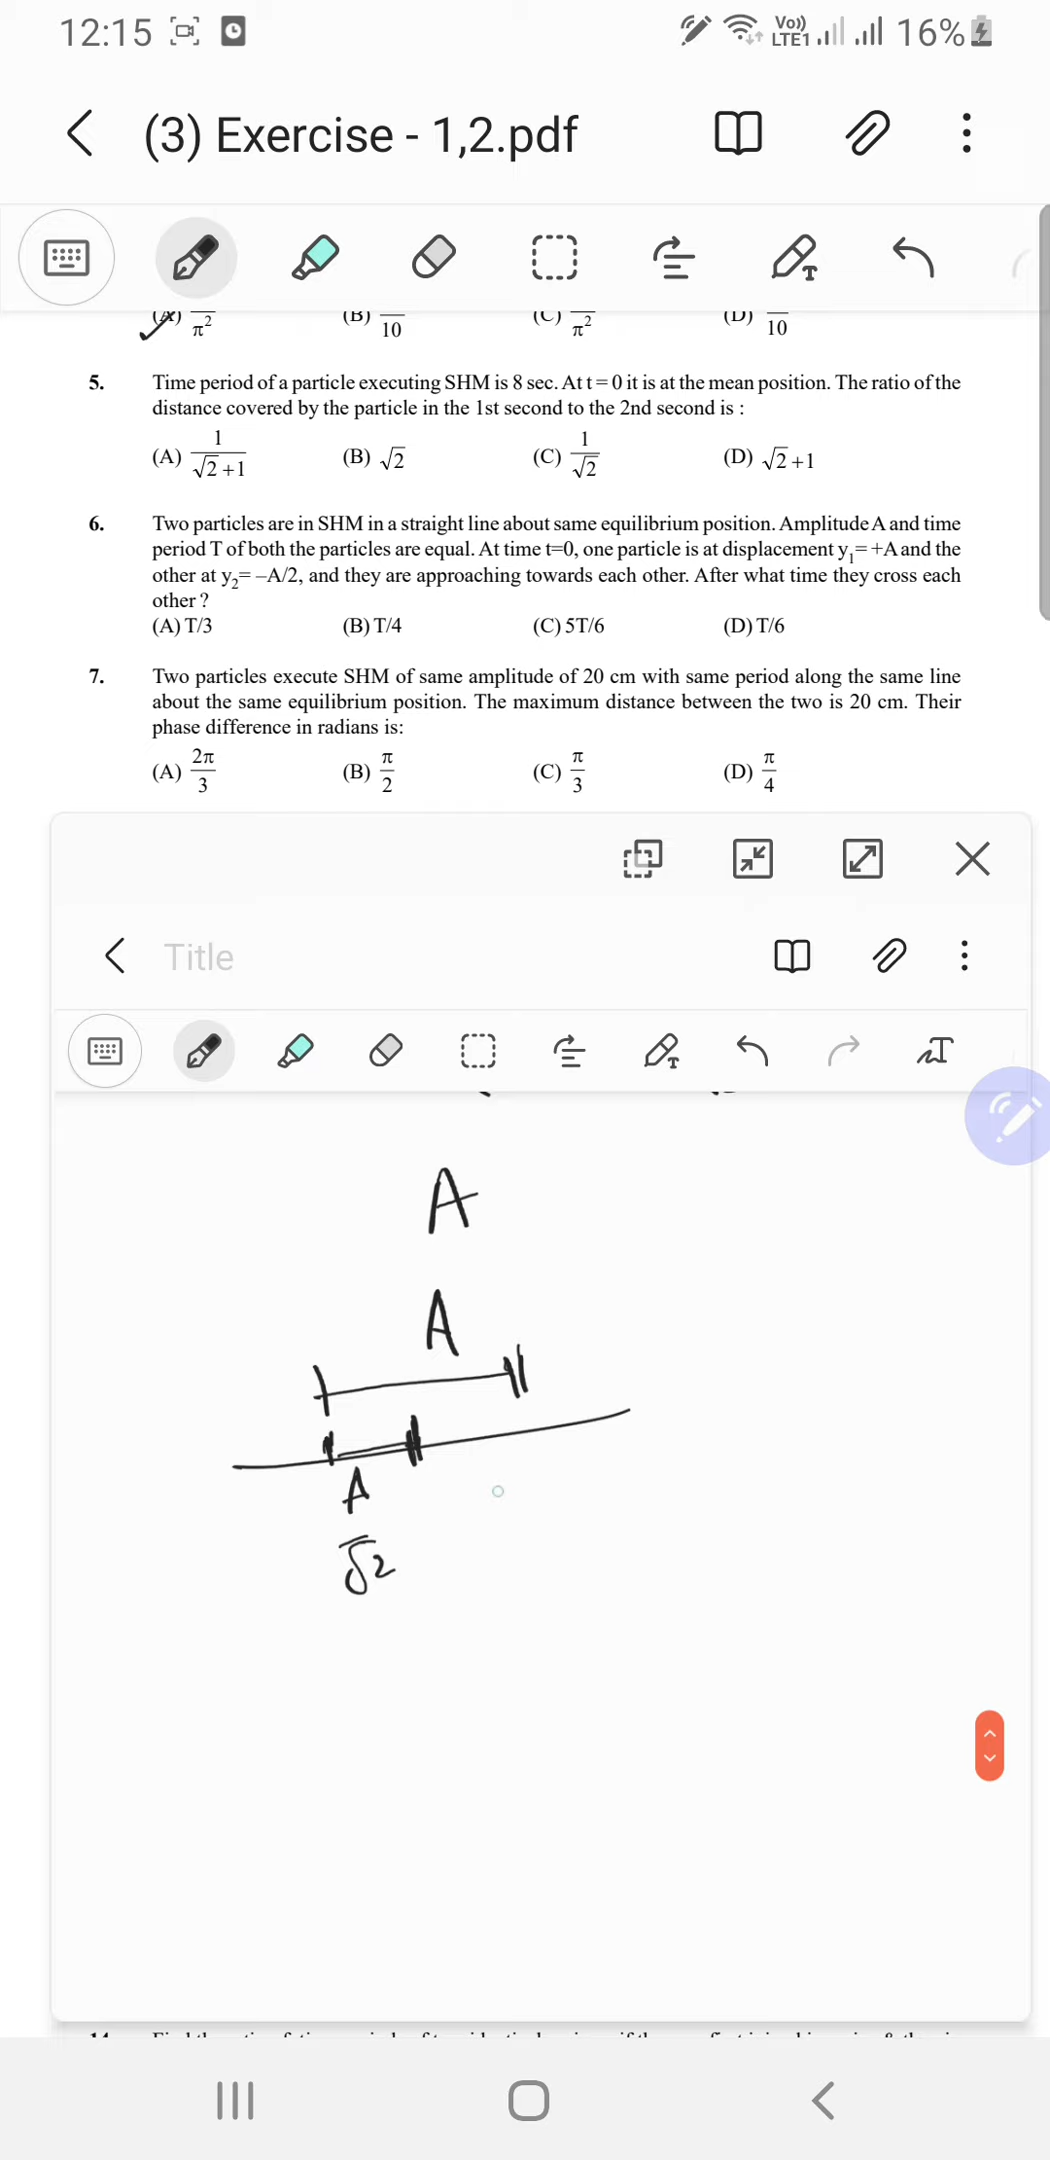 12:15 Vo)) LTE1 16%
(3) Exercise - 1,2.pdf
(A) π² (B) 10 (C) π² (D) 10
5. Time period of a particle executing SHM is 8 sec. At t = 0 it is at the mean position. The ratio of the
distance covered by the particle in the 1st second to the 2nd second is :
(A) 1/(√2+1) (B) √2 (C) 1/√2 (D) √2+1
6. Two particles are in SHM in a straight line about same equilibrium position. Amplitude A and time
period T of both the particles are equal. At time t=0, one particle is at displacement y₁= +A and the
other at y₂= –A/2, and they are approaching towards each other. After what time they cross each
other ?
(A) T/3 (B) T/4 (C) 5T/6 (D) T/6
7. Two particles execute SHM of same amplitude of 20 cm with same period along the same line
about the same equilibrium position. The maximum distance between the two is 20 cm. Their
phase difference in radians is:
(A) 2π/3 (B) π/2 (C) π/3 (D) π/4
Title
T
A
A
A
√2